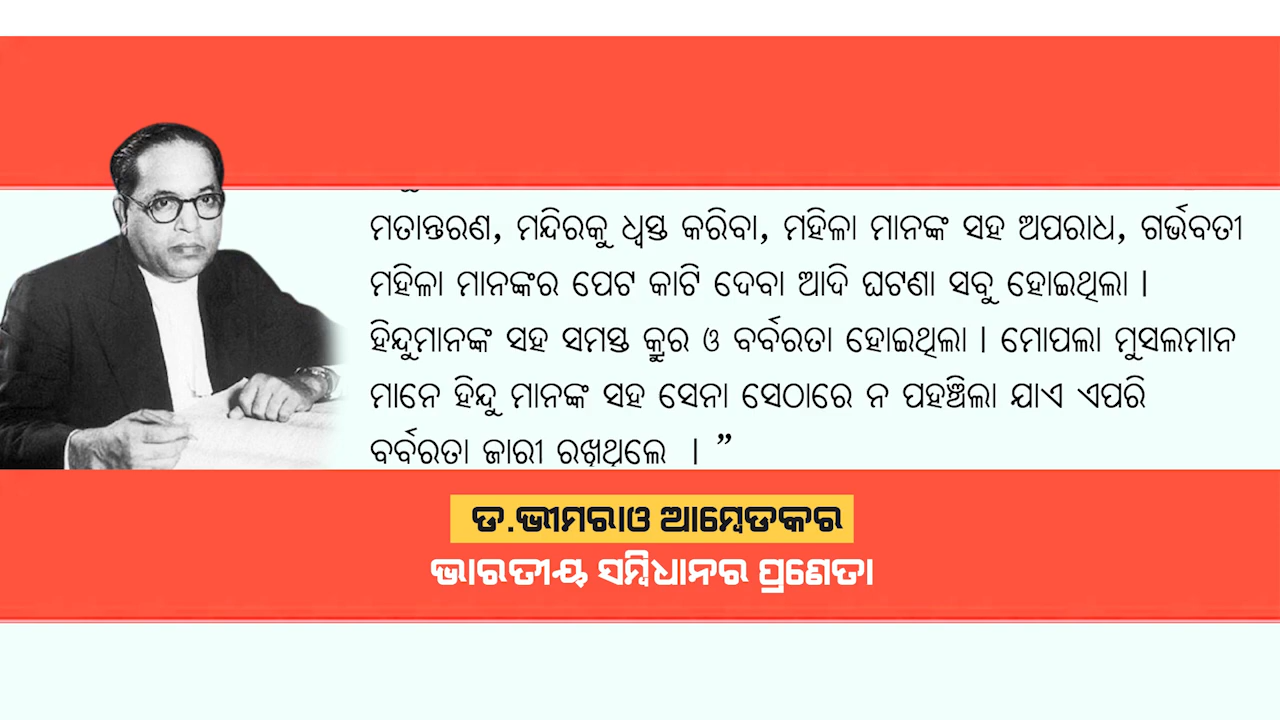 ମତାନ୍ତରଣ, ମନ୍ଦିରକୁ ଧ୍ୱସ୍ତ କରିବା, ମହିଳା ମାନଙ୍କ ସହ ଅପରାଧ, ଗର୍ଭବତୀ
ମହିଳା ମାନଙ୍କର ପେଟ କାଟି ଦେବା ଆଦି ଘଟଣା ସବୁ ହୋଇଥିଲା ।
ହିନ୍ଦୁମାନଙ୍କ ସହ ସମସ୍ତ କ୍ରୁର ଓ ବର୍ବରତା ହୋଇଥିଲା । ମୋପଲା ମୁସଲମାନ
ମାନେ ହିନ୍ଦୁ ମାନଙ୍କ ସହ ସେନା ସେଠାରେ ନ ପହଞ୍ଚିଲା ଯାଏ ଏପରି
ବର୍ବରତା ଜାରୀ ରଖିଥିଲେ । ”
ଡ.ଭୀମରାଓ ଆମ୍ବେଡକର
ଭାରତୀୟ ସମ୍ବିଧାନର ପ୍ରଣେତା